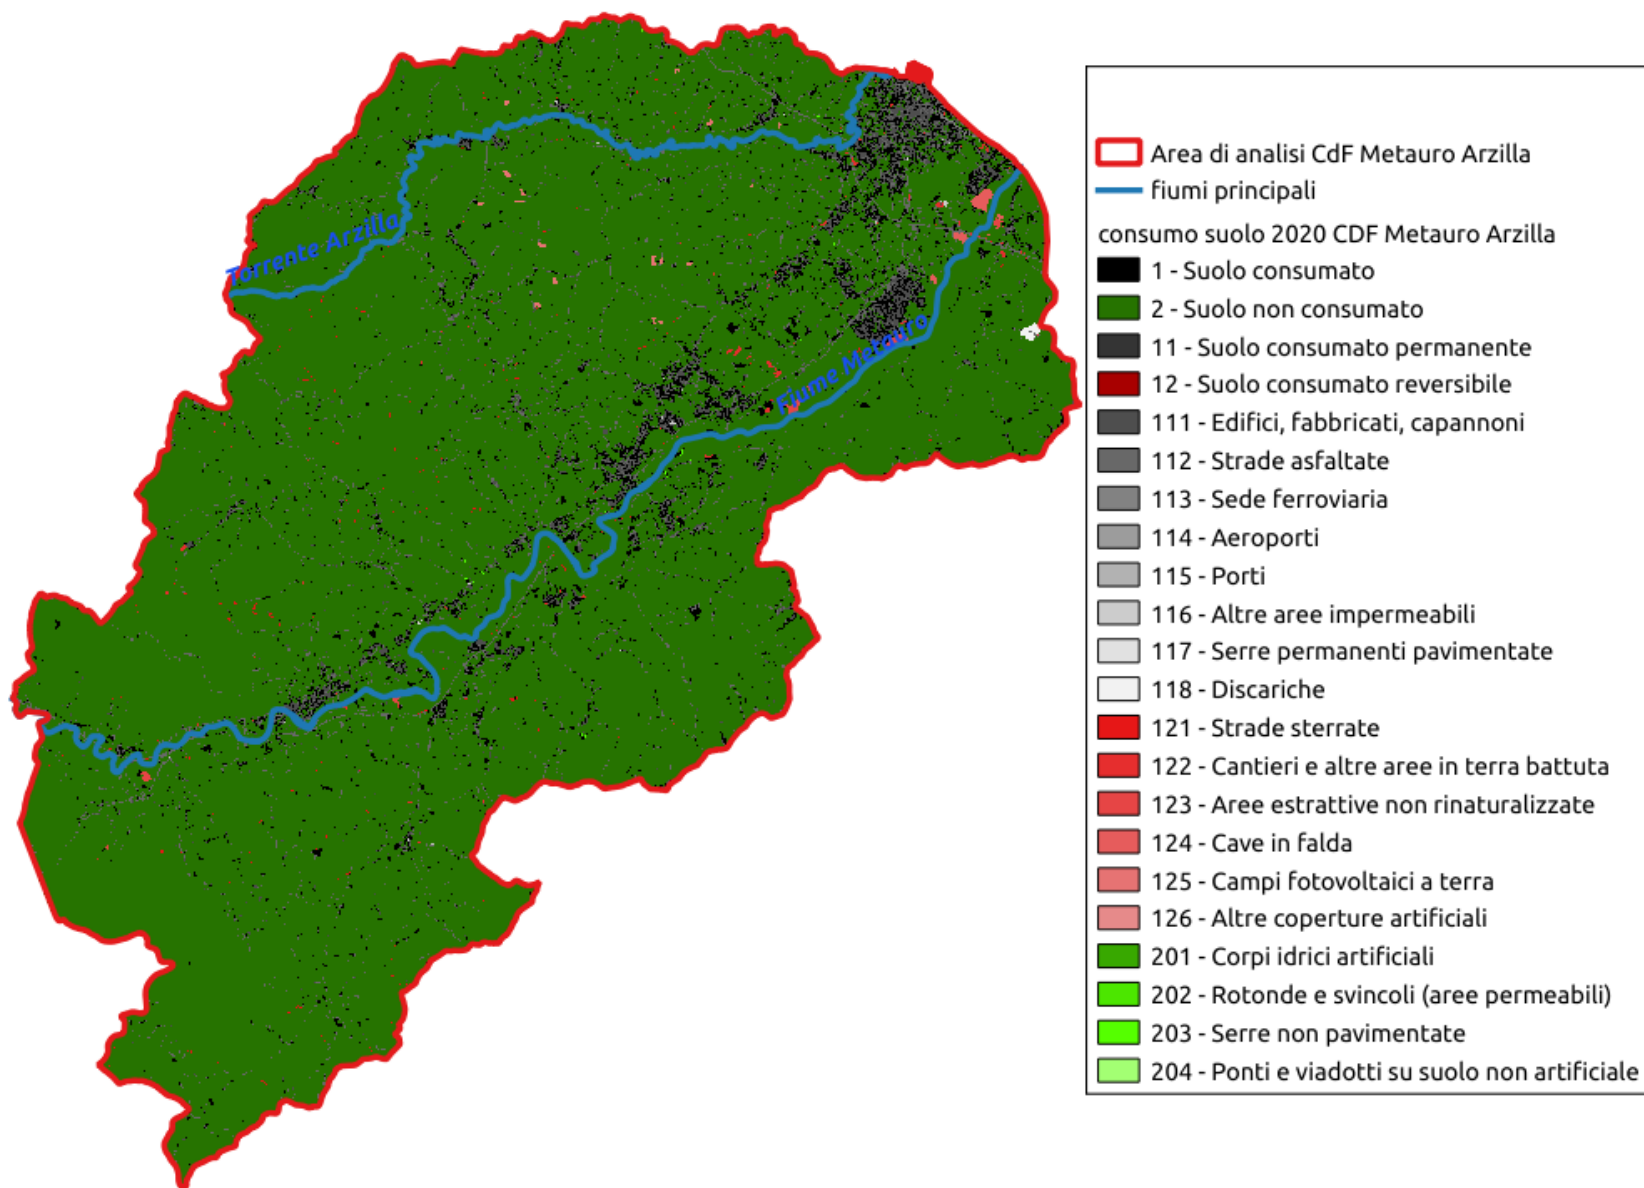 Torrente Arzilla
Fiume Metauro
Area di analisi CdF Metauro Arzilla
fiumi principali
consumo suolo 2020 CDF Metauro Arzilla
1 - Suolo consumato
2 - Suolo non consumato
11 - Suolo consumato permanente
12 - Suolo consumato reversibile
111 - Edifici, fabbricati, capannoni
112 - Strade asfaltate
113 - Sede ferroviaria
114 - Aeroporti
115 - Porti
116 - Altre aree impermeabili
117 - Serre permanenti pavimentate
118 - Discariche
121 - Strade sterrate
122 - Cantieri e altre aree in terra battuta
123 - Aree estrattive non rinaturalizzate
124 - Cave in falda
125 - Campi fotovoltaici a terra
126 - Altre coperture artificiali
201 - Corpi idrici artificiali
202 - Rotonde e svincoli (aree permeabili)
203 - Serre non pavimentate
204 - Ponti e viadotti su suolo non artificiale